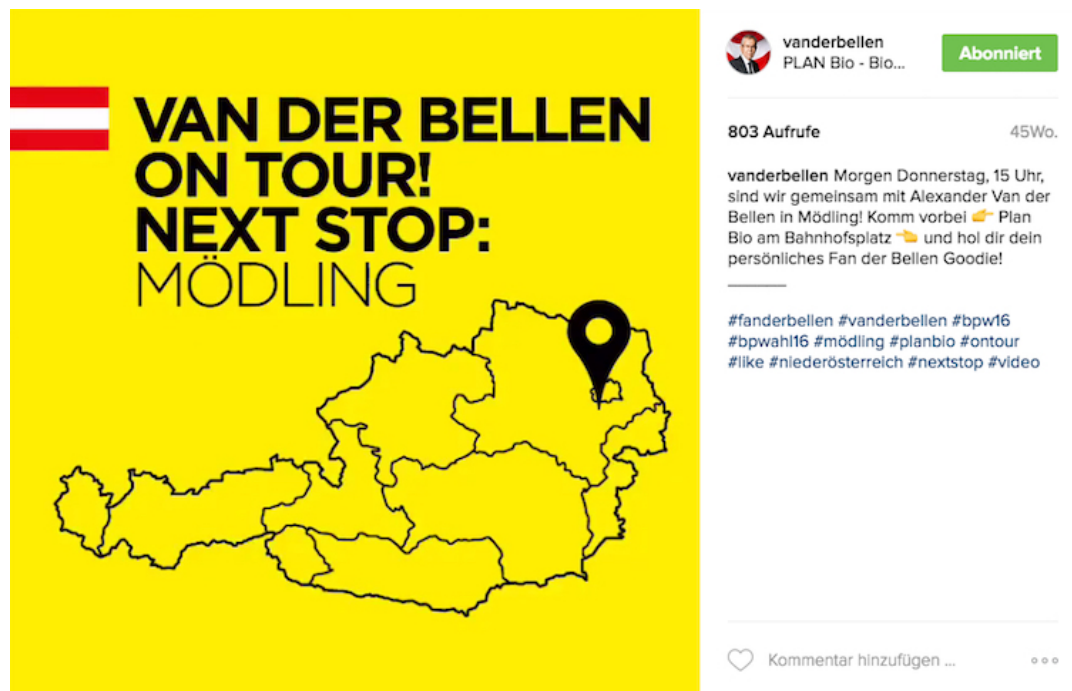 VAN DER BELLEN
ON TOUR!
NEXT STOP:
MÖDLING
vanderbellen
PLAN Bio - Bio...
Abonniert
803 Aufrufe
45Wo.
vanderbellen Morgen Donnerstag, 15 Uhr,
sind wir gemeinsam mit Alexander Van der
Bellen in Mödling! Komm vorbei 👉 Plan
Bio am Bahnhofsplatz 👈 und hol dir dein
persönliches Fan der Bellen Goodie!
________
#fanderbellen #vanderbellen #bpw16
#bpwahl16 #mödling #planbio #ontour
#like #niederösterreich #nextstop #video
Kommentar hinzufügen ...